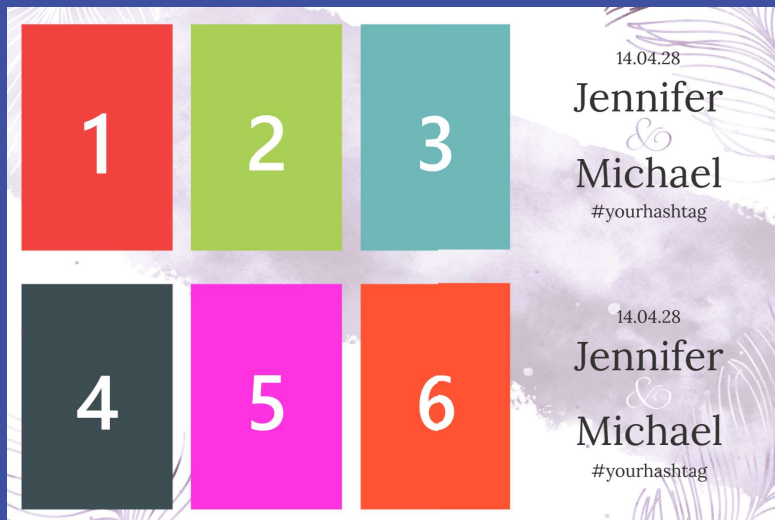 1 2 3
14.04.28
Jennifer
&
Michael
#yourhashtag
4 5 6
14.04.28
Jennifer
&
Michael
#yourhashtag